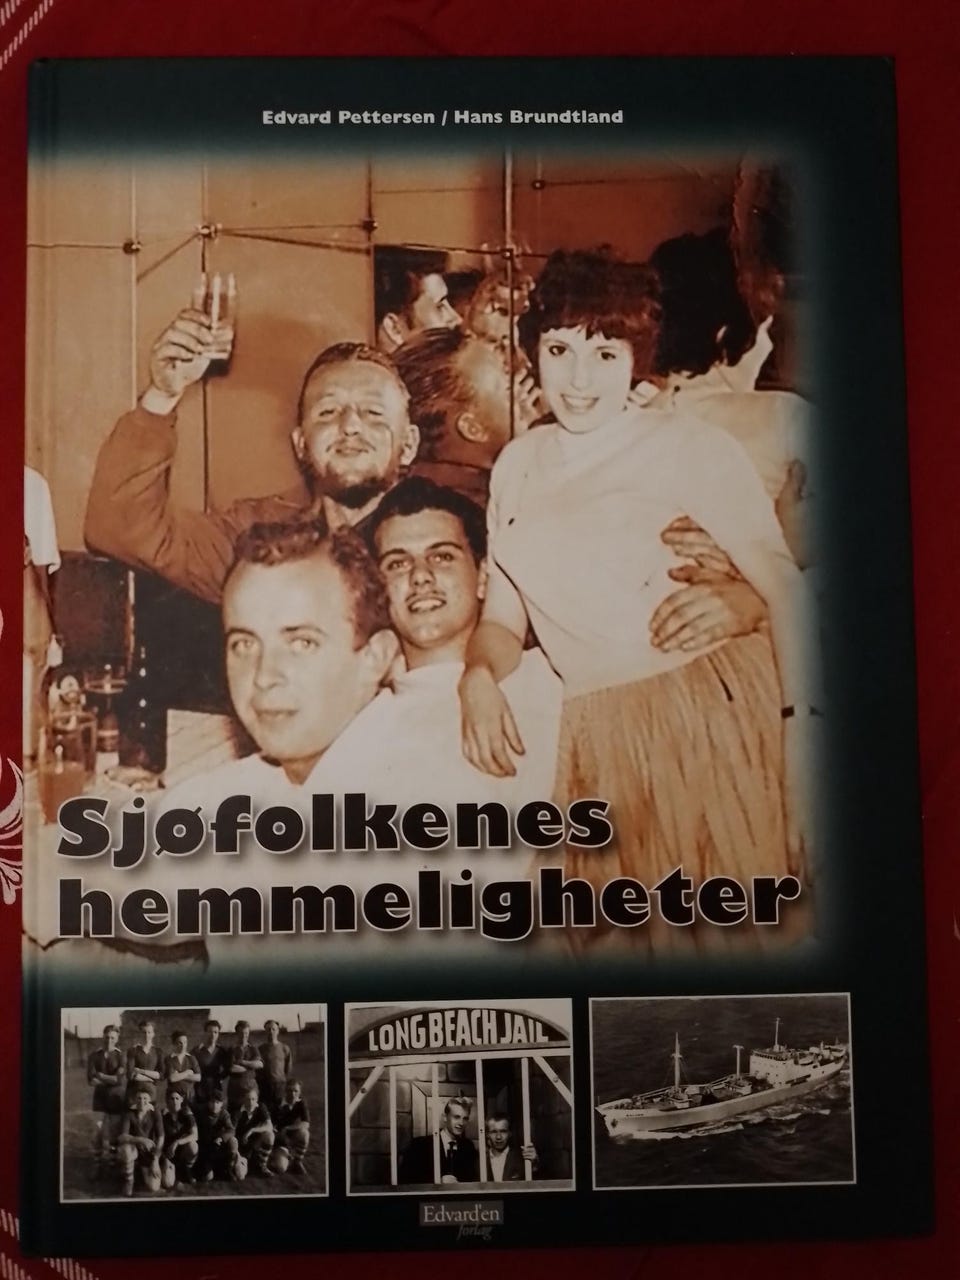 Edvard Pettersen / Hans Brundtland
Sjøfolkenes
hemmeligheter
LONG BEACH JAIL
Edvard'en
forlag